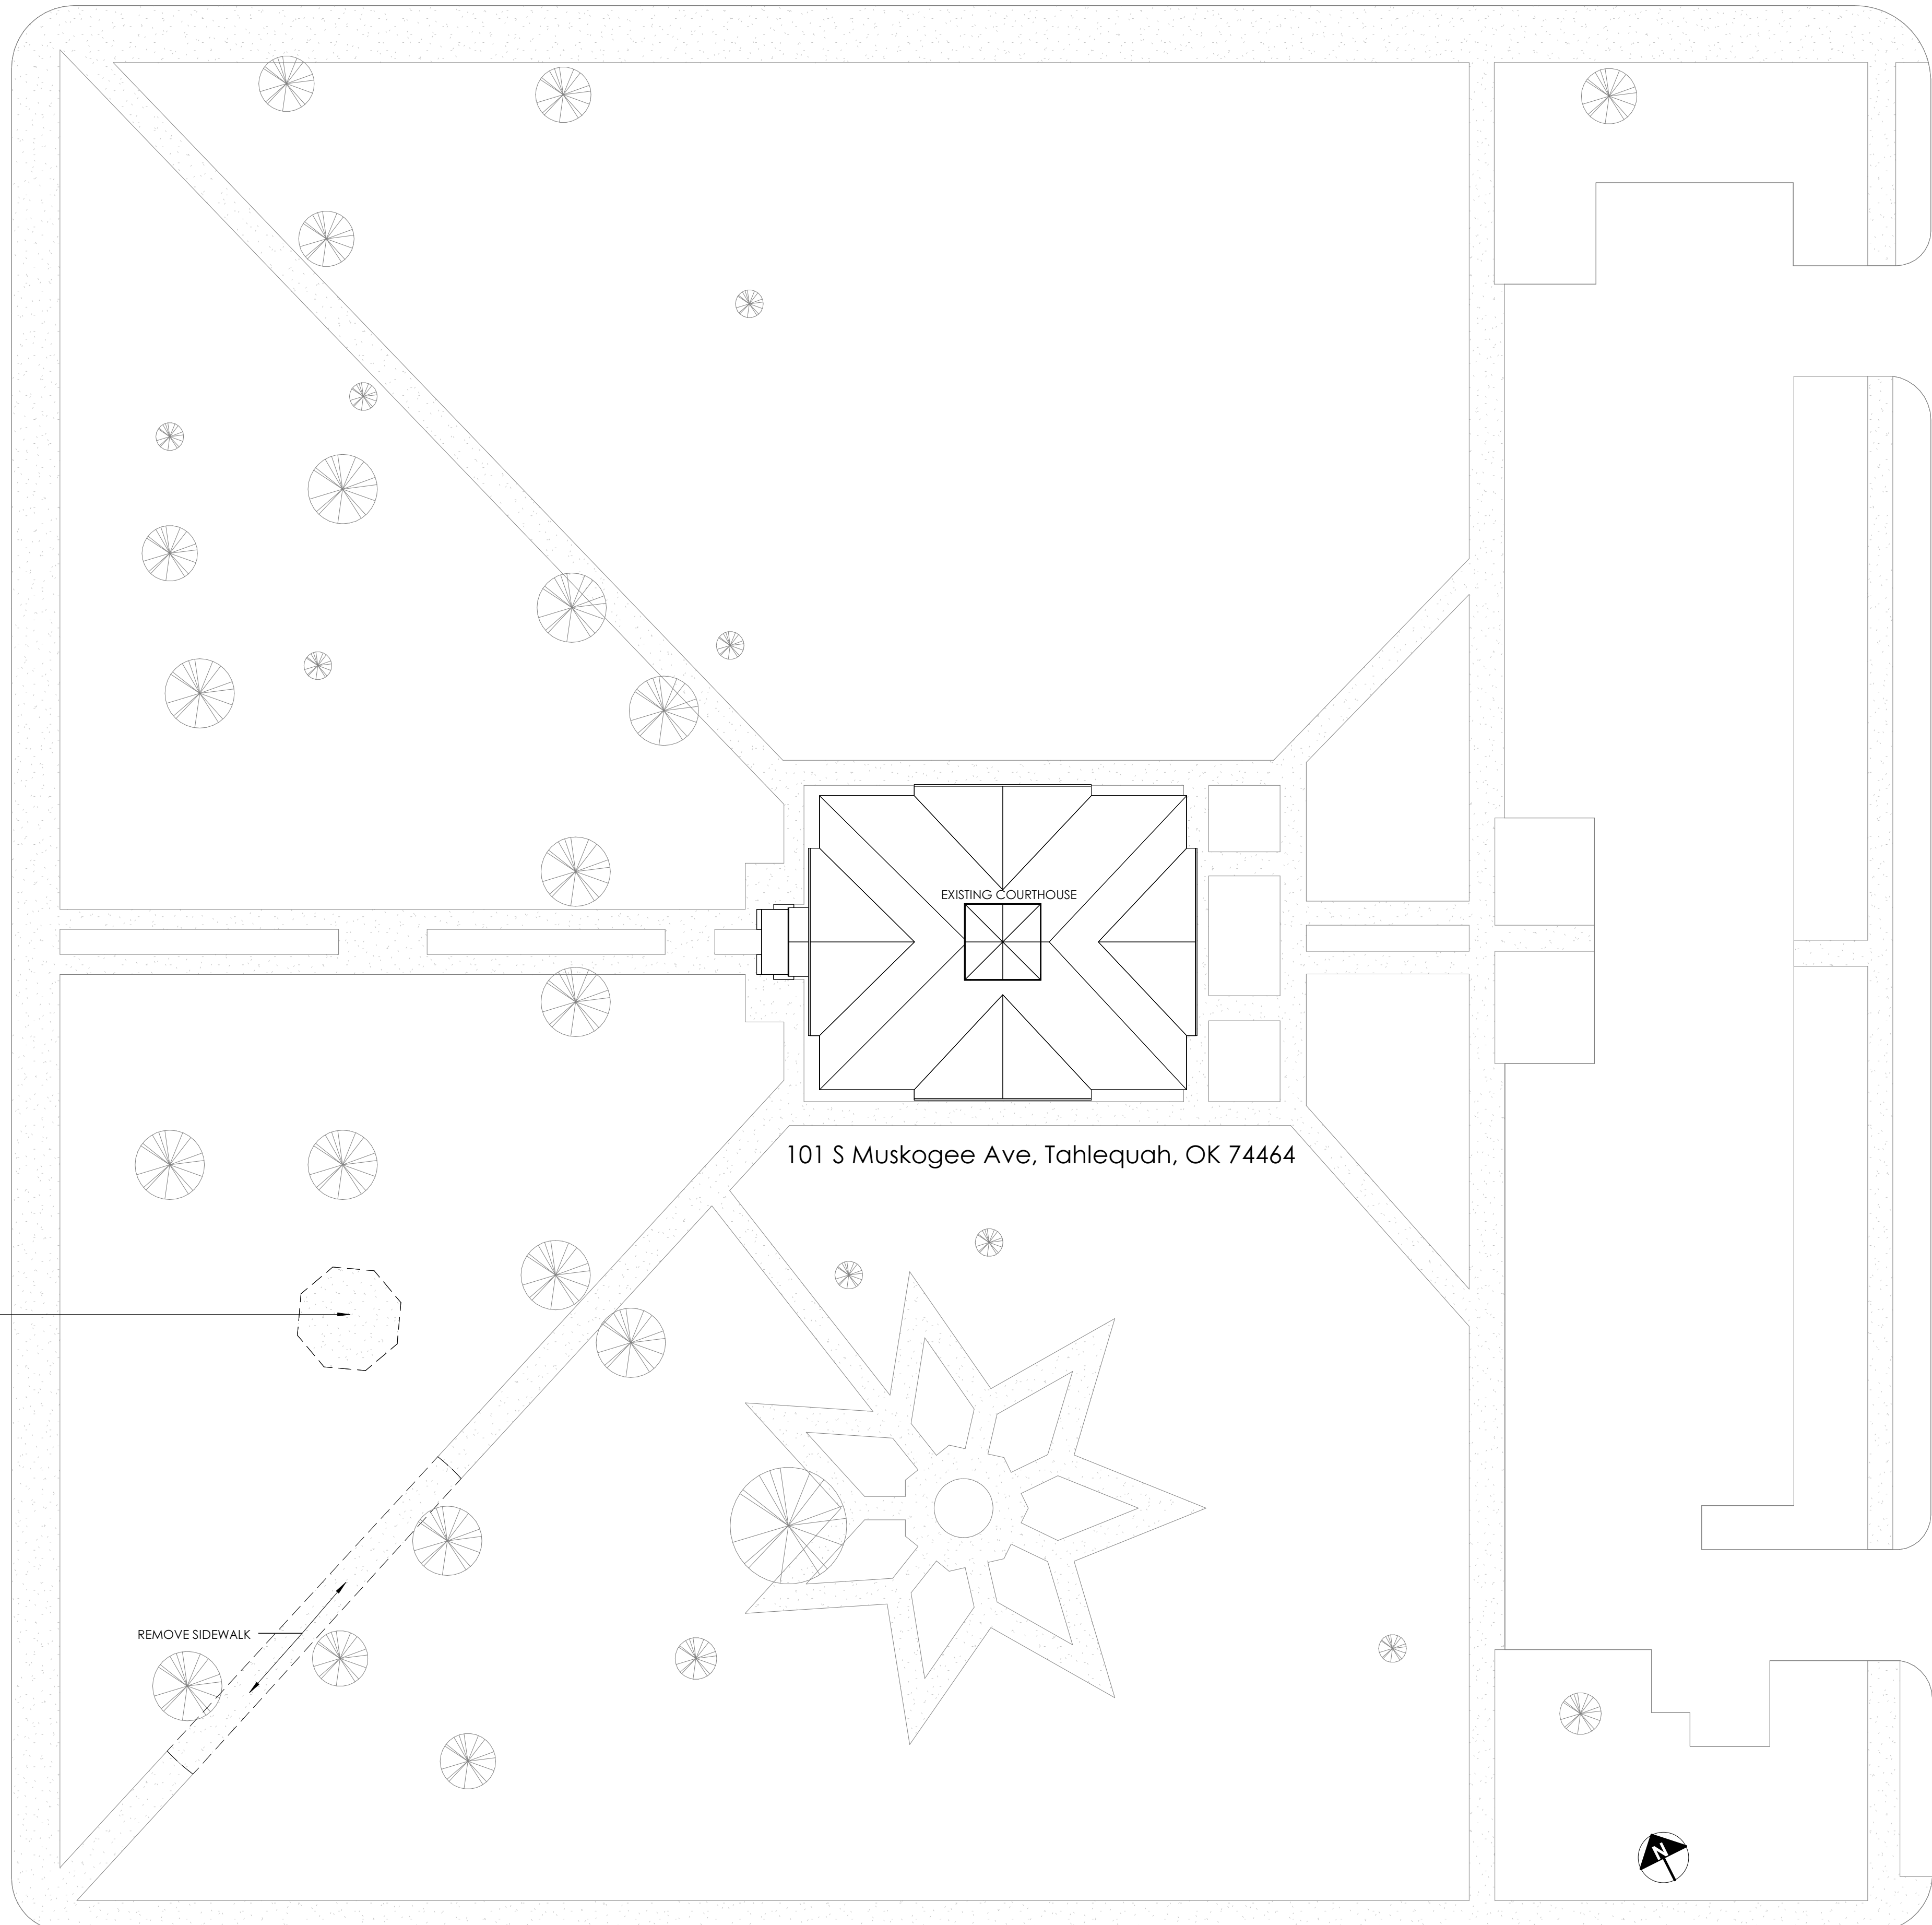 EXISTING COURTHOUSE
101 S Muskogee Ave, Tahlequah, OK 74464
REMOVE SIDEWALK
N